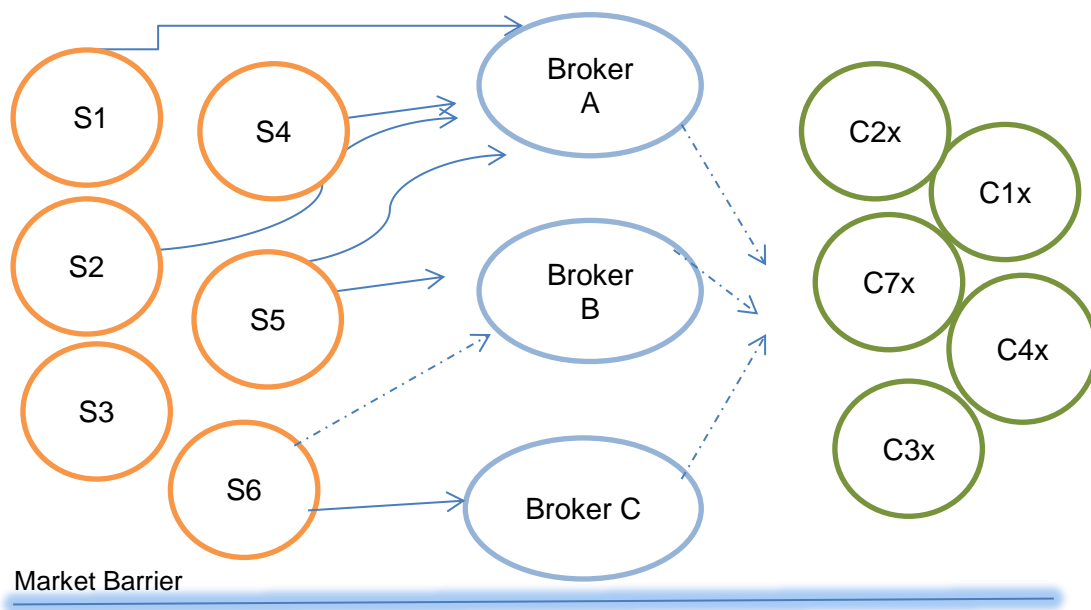 S1
S4
Broker
A
C2x
C1x
S2
S5
Broker
B
C7x
C4x
S3
S6
Broker C
C3x
Market Barrier